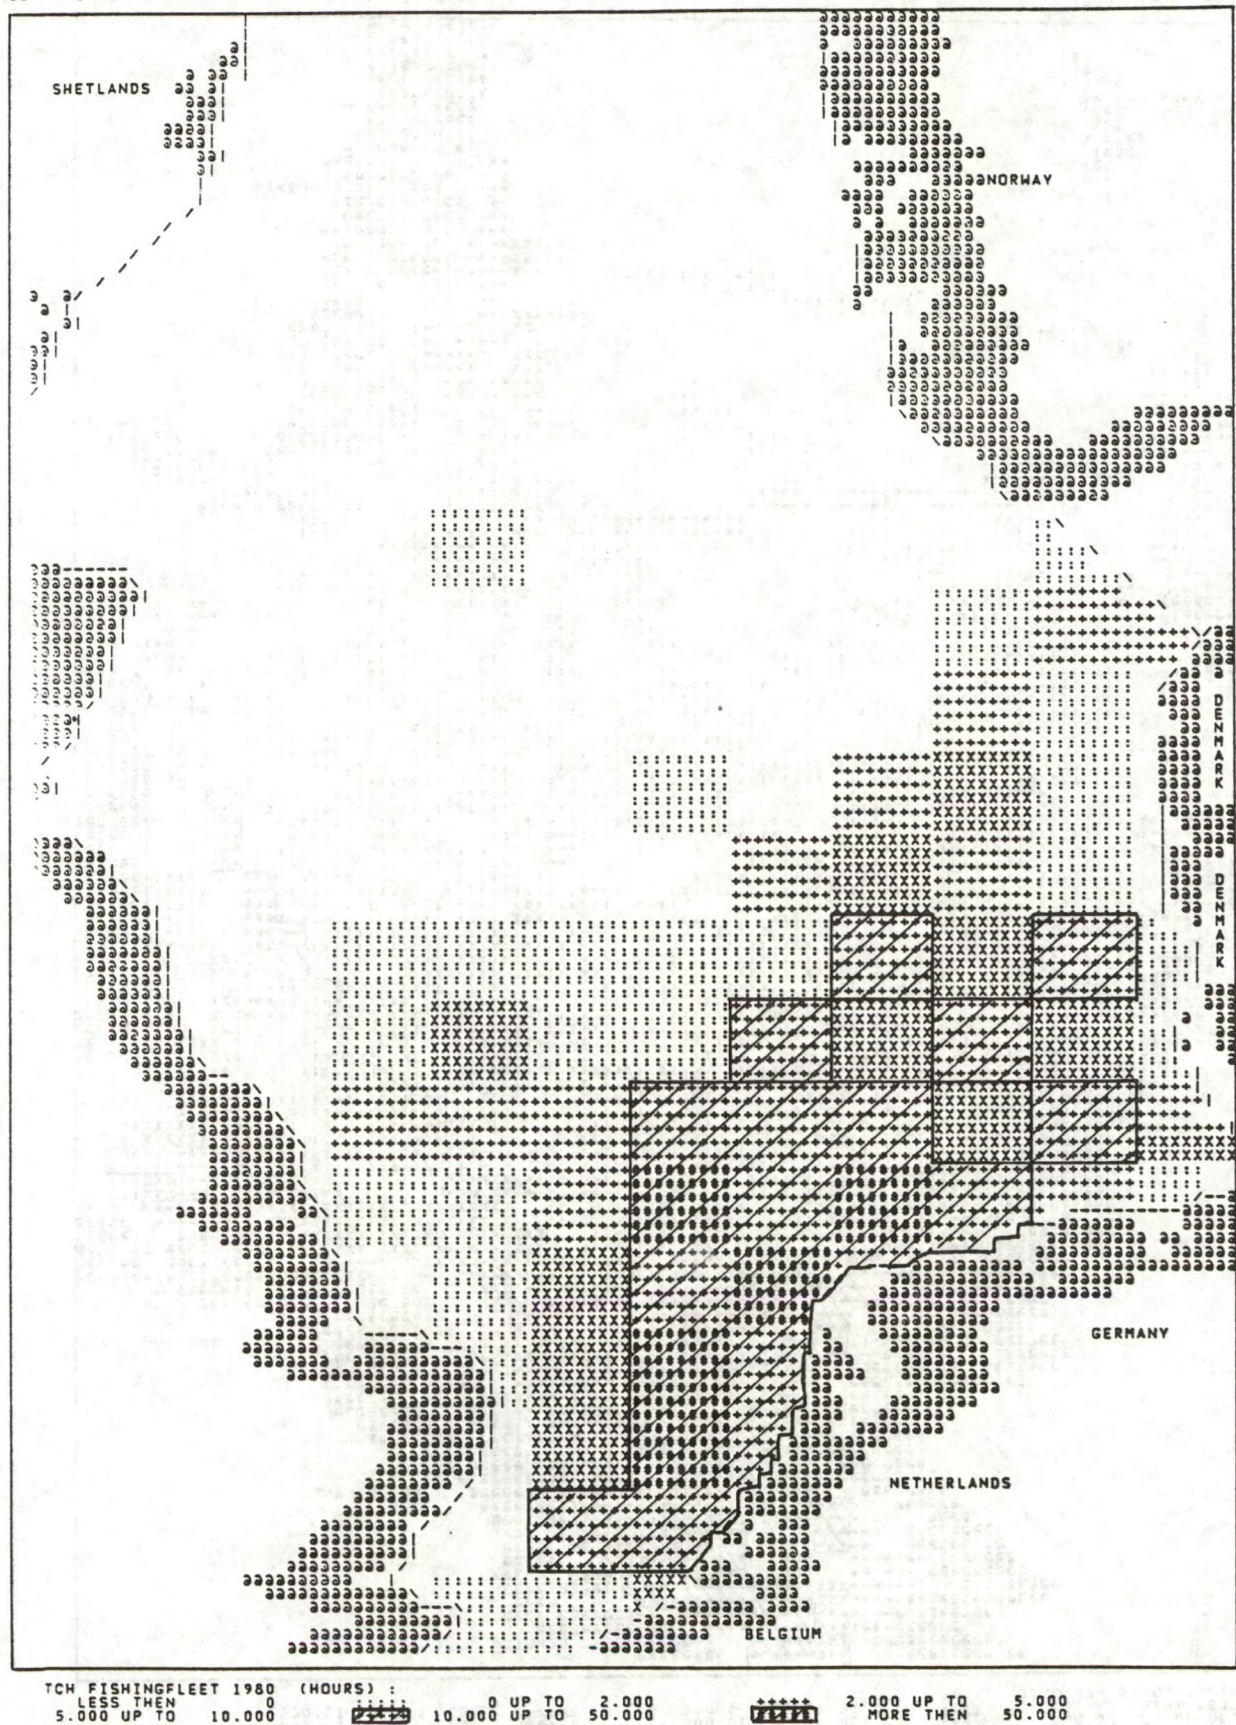 SHETLANDS
NORWAY
DENMARK
DENMARK
GERMANY
NETHERLANDS
BELGIUM
TCH FISHINGFLEET 1980 (HOURS) :
LESS THEN 0 ::::: 0 UP TO 2.000 +++++ 2.000 UP TO 5.000
5.000 UP TO 10.000 10.000 UP TO 50.000 MORE THEN 50.000